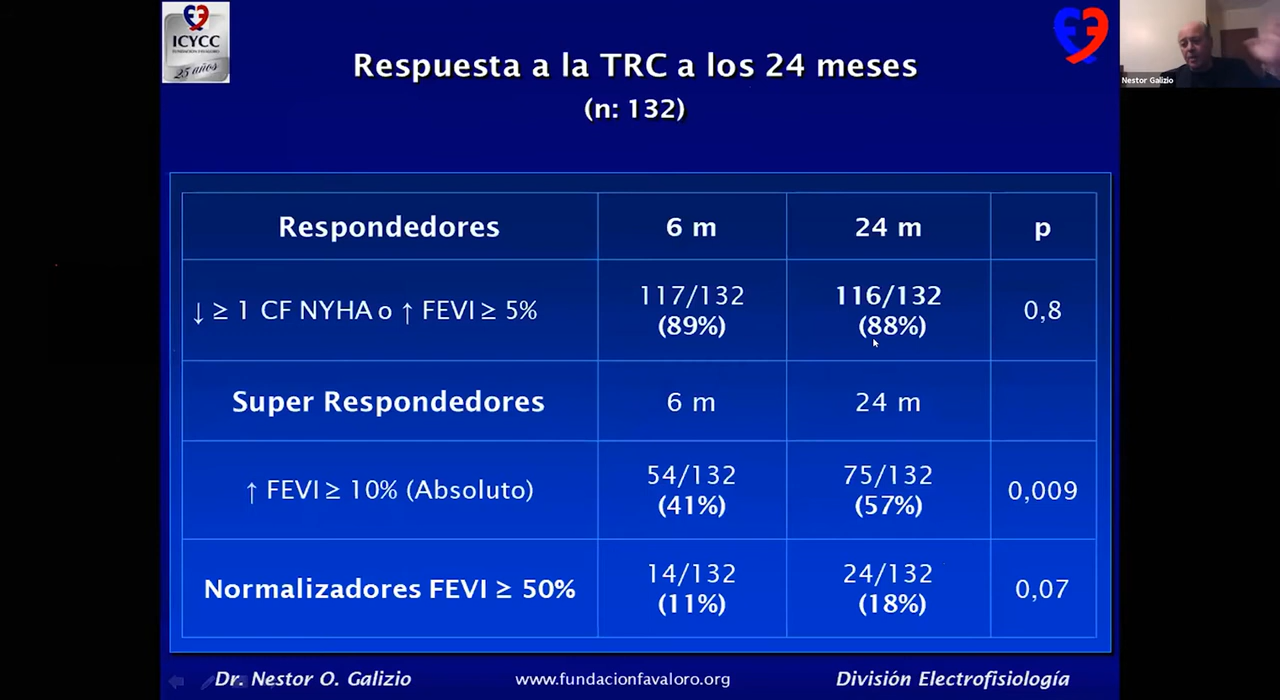 ICYCC
FUNDACION FAVALORO
25 años
Respuesta a la TRC a los 24 meses
(n: 132)
Nestor Galizio
Respondedores 6 m 24 m p
↓ ≥ 1 CF NYHA o ↑ FEVI ≥ 5% 117/132 (89%) 116/132 (88%) 0,8
Super Respondedores 6 m 24 m
↑ FEVI ≥ 10% (Absoluto) 54/132 (41%) 75/132 (57%) 0,009
Normalizadores FEVI ≥ 50% 14/132 (11%) 24/132 (18%) 0,07
Dr. Nestor O. Galizio www.fundacionfavaloro.org División Electrofisiología